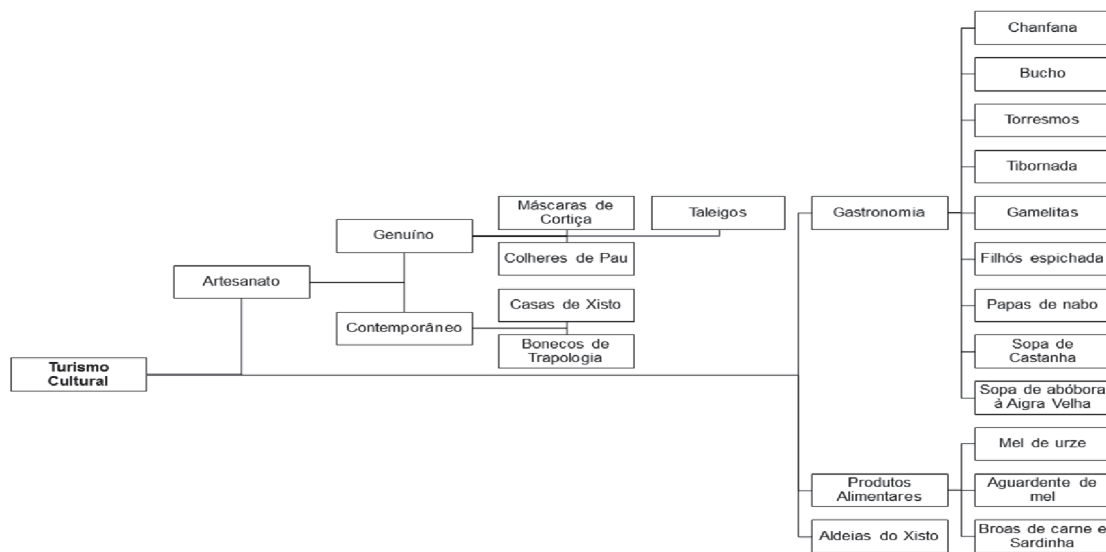 Chanfana
Bucho
Torresmos
Tibornada
Máscaras de
Cortiça
Taleigos
Gastronomia
Gamelitas
Genuíno
Colheres de Pau
Filhós espichada
Artesanato
Casas de Xisto
Papas de nabo
Contemporâneo
Bonecos de
Trapologia
Sopa de
Castanha
Turismo
Cultural
Sopa de abóbora
à Aigra Velha
Mel de urze
Produtos
Alimentares
Aguardente de
mel
Aldeias do Xisto
Broas de carne e
Sardinha